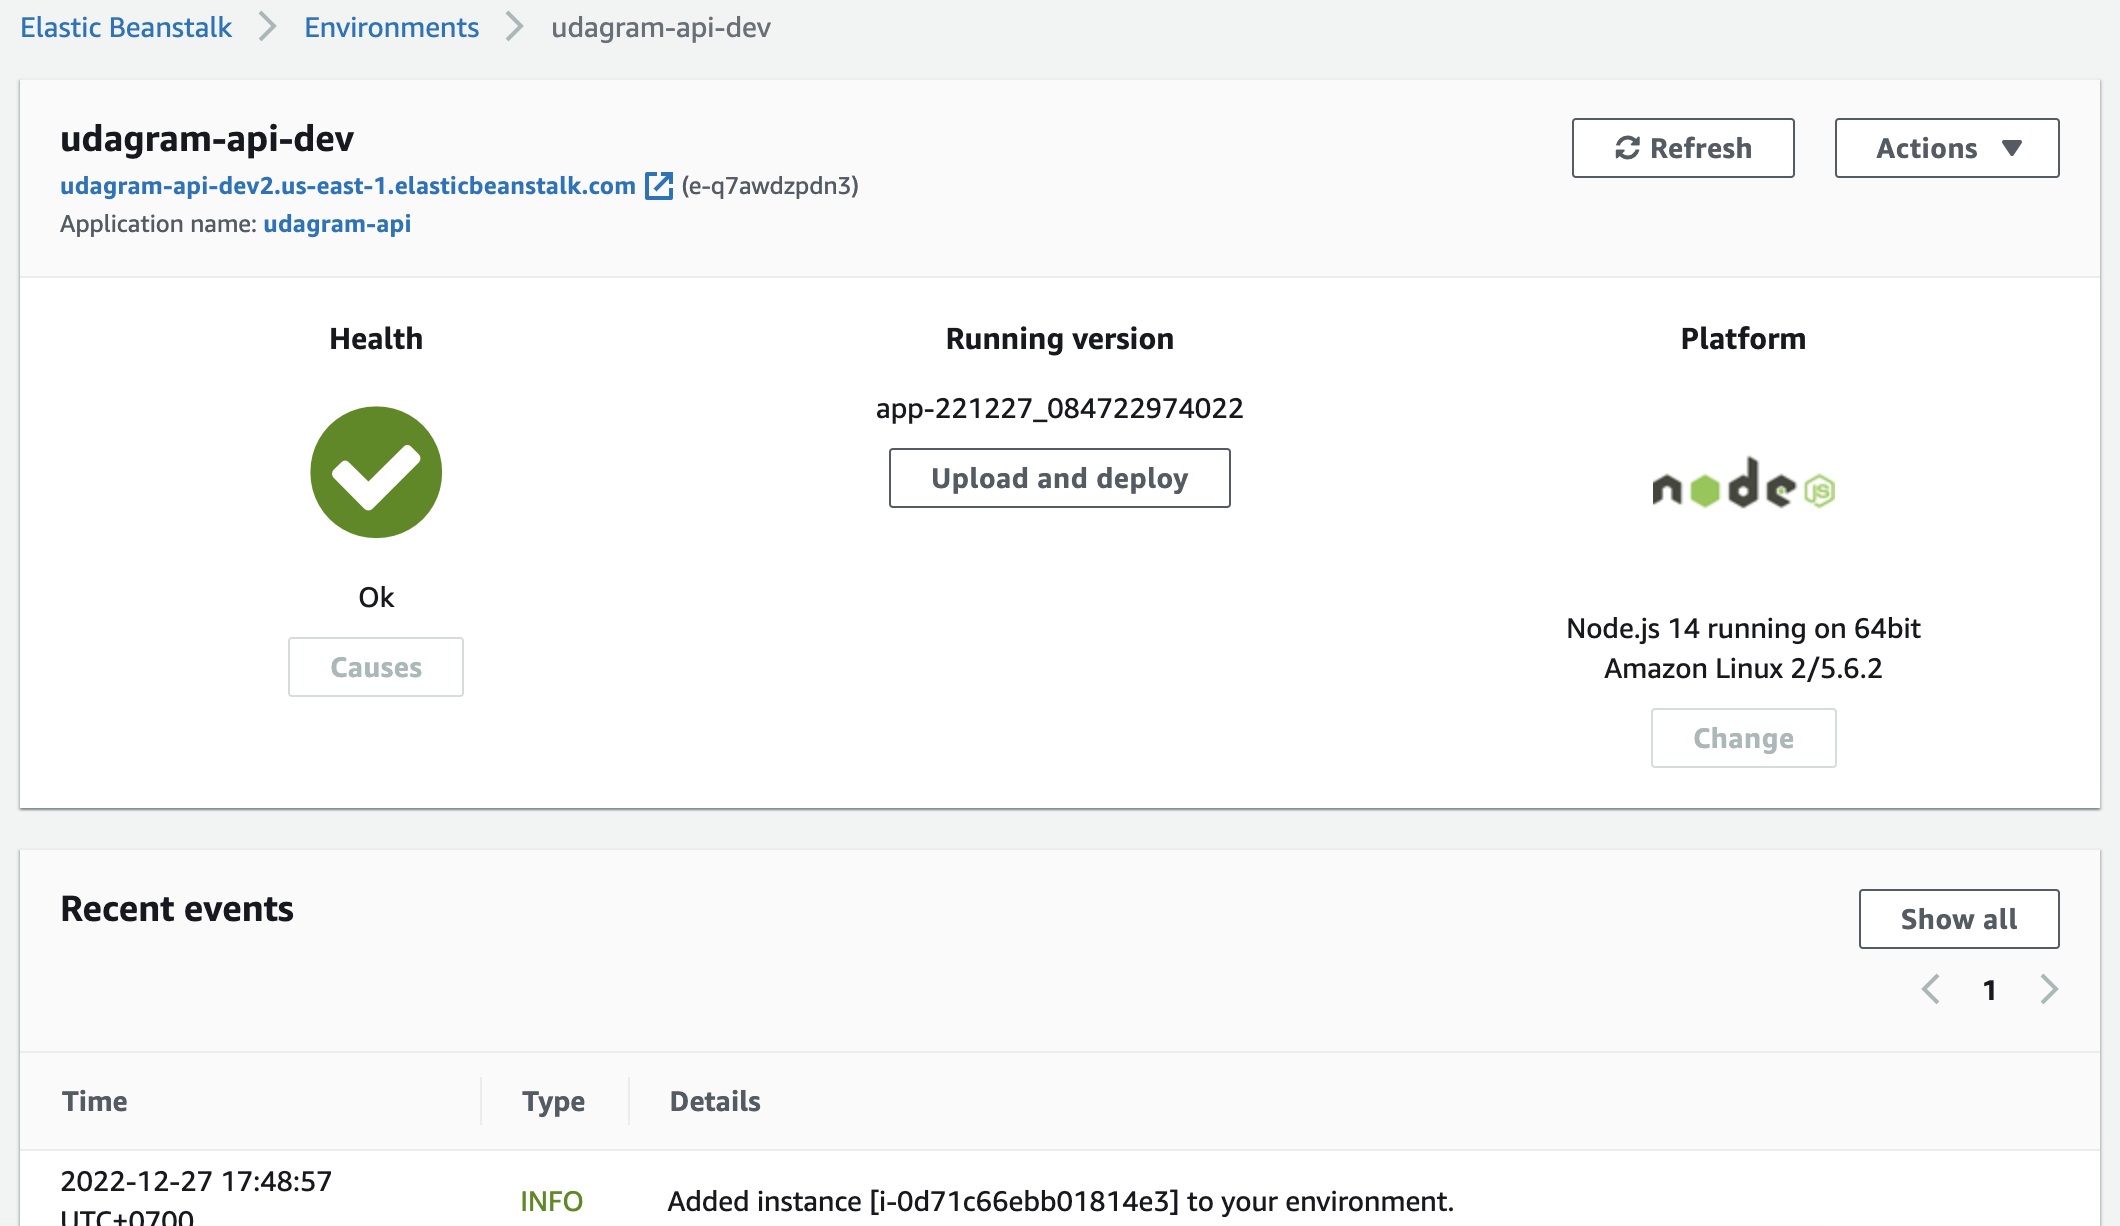 Elastic Beanstalk > Environments > udagram-api-dev
udagram-api-dev
Refresh
Actions
udagram-api-dev2.us-east-1.elasticbeanstalk.com (e-q7awdzpdn3)
Application name: udagram-api
Health
Running version
Platform
app-221227_084722974022
Upload and deploy
node JS
Ok
Causes
Node.js 14 running on 64bit
Amazon Linux 2/5.6.2
Change
Recent events
Show all
1
Time
Type
Details
2022-12-27 17:48:57
UTC+0700
INFO
Added instance [i-0d71c66ebb01814e3] to your environment.